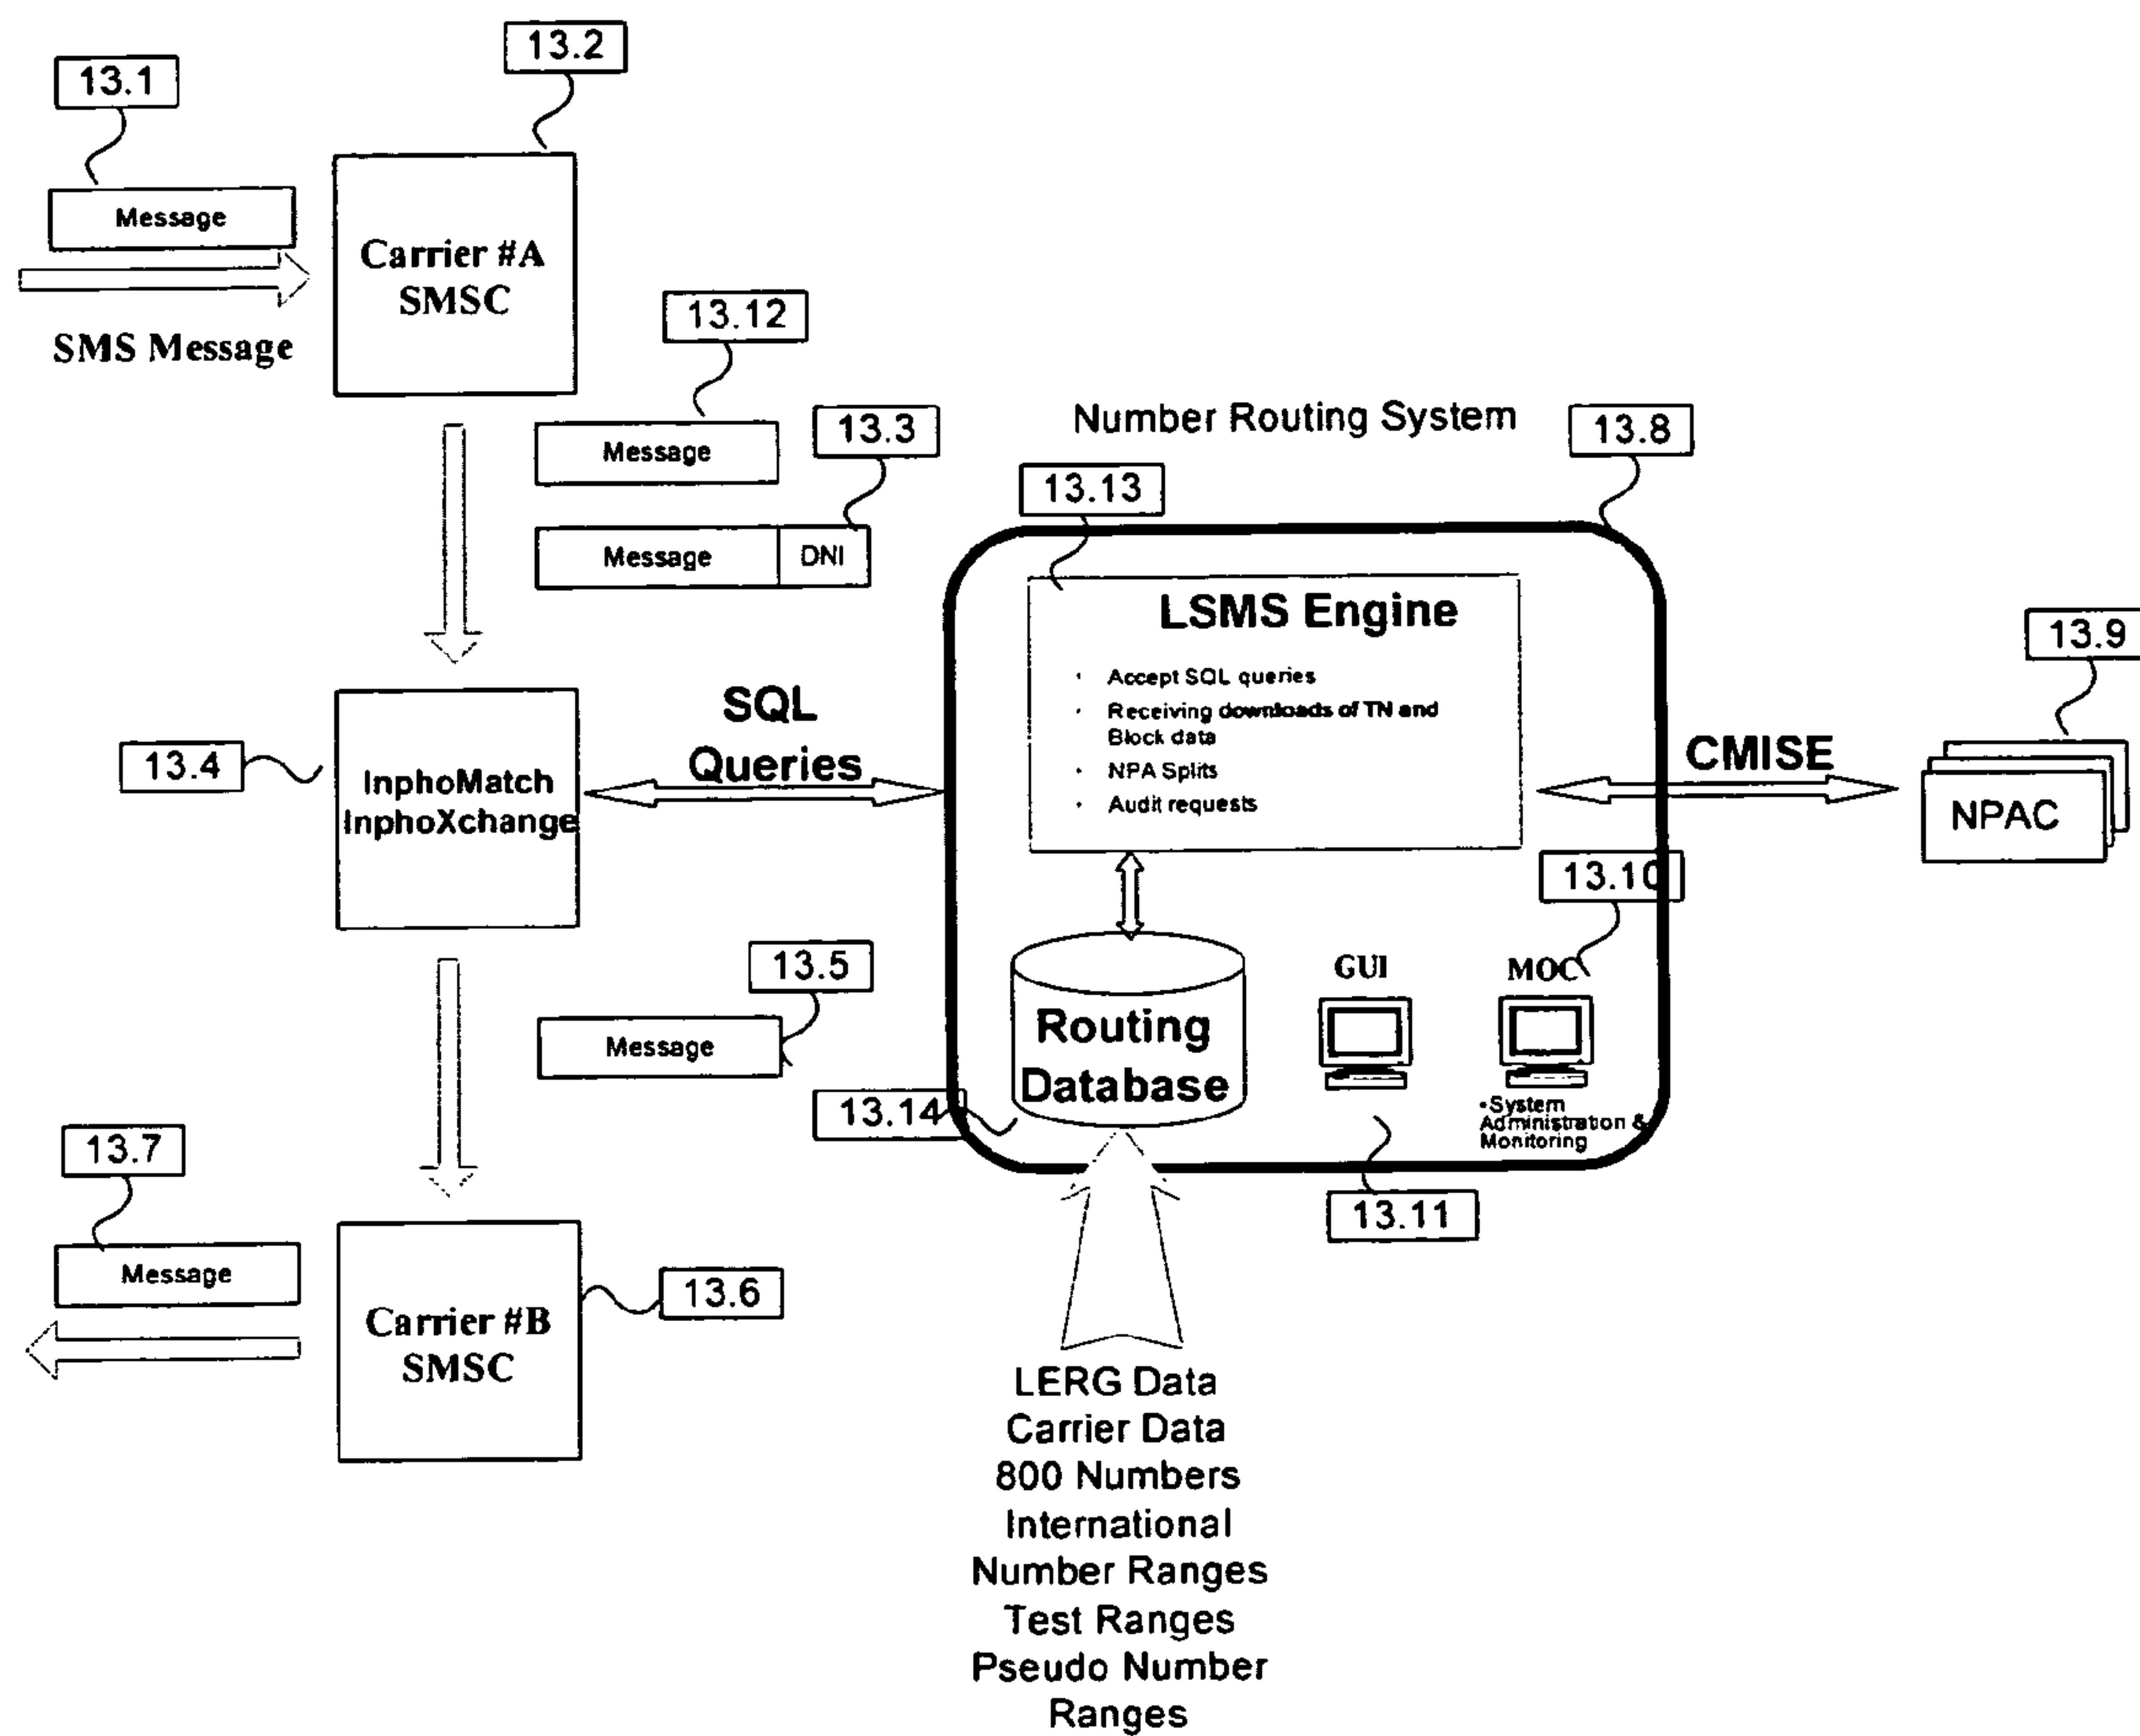 13.1
13.2
Message
Carrier #A
SMSC
SMS Message
13.12
Message
13.3
Message
DNI
Number Routing System
13.8
13.13
LSMS Engine
· Accept SQL queries
· Receiving downloads of TN and
Block data
· NPA Splits
· Audit requests
13.9
CMISE
NPAC
13.4
InphoMatch
InphoXchange
SQL
Queries
13.10
13.5
Message
GUI
MOC
Routing
Database
•System
Administration &
Monitoring
13.14
13.11
13.7
Message
Carrier #B
SMSC
13.6
LERG Data
Carrier Data
800 Numbers
International
Number Ranges
Test Ranges
Pseudo Number
Ranges